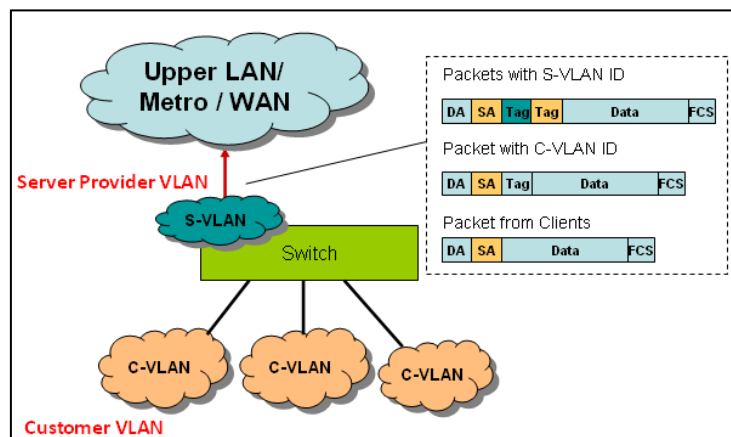 Upper LAN/
Metro / WAN
Server Provider VLAN
S-VLAN
Switch
C-VLAN
C-VLAN
C-VLAN
Customer VLAN
Packets with S-VLAN ID
DA SA Tag Tag Data FCS
Packet with C-VLAN ID
DA SA Tag Data FCS
Packet from Clients
DA SA Data FCS